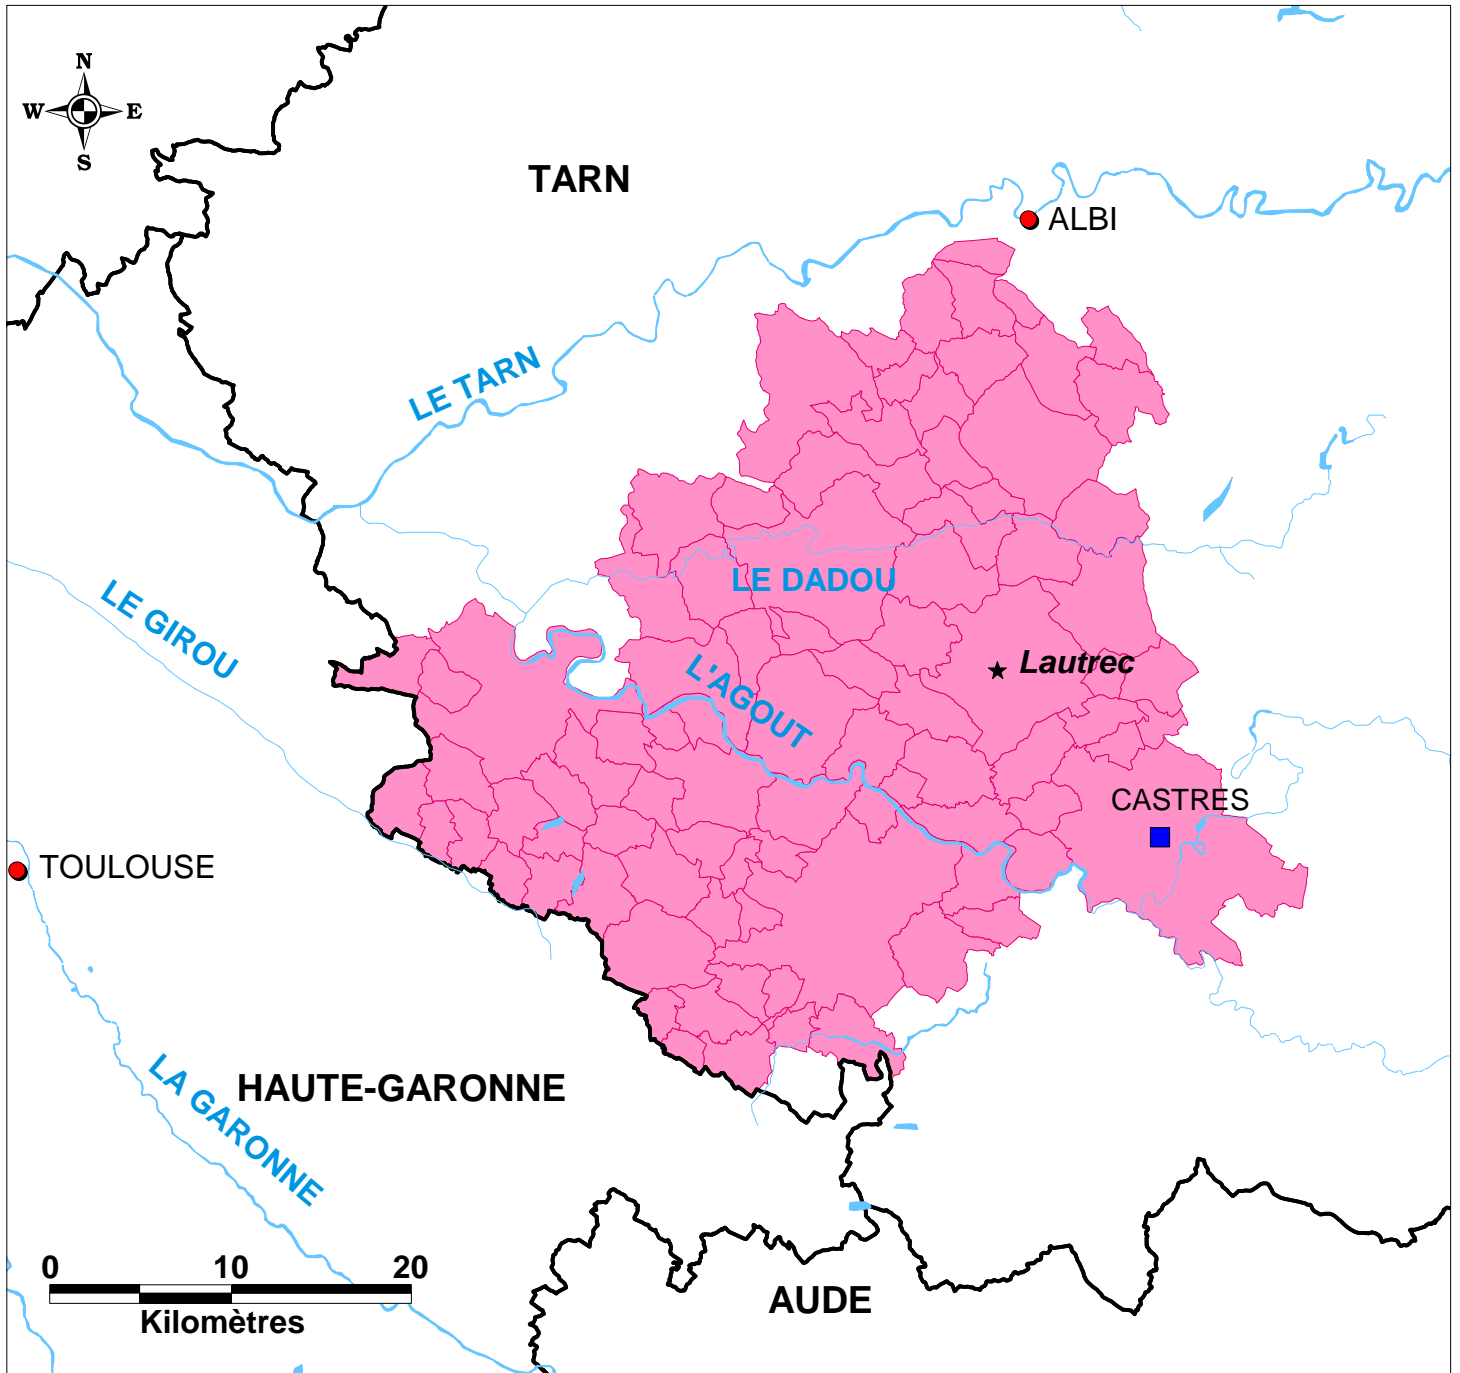 N
W E
S
TARN
ALBI
LE TARN
LE GIROU
LE DADOU
L'AGOUT
Lautrec
CASTRES
TOULOUSE
HAUTE-GARONNE
LA GARONNE
0 10 20
Kilomètres
AUDE